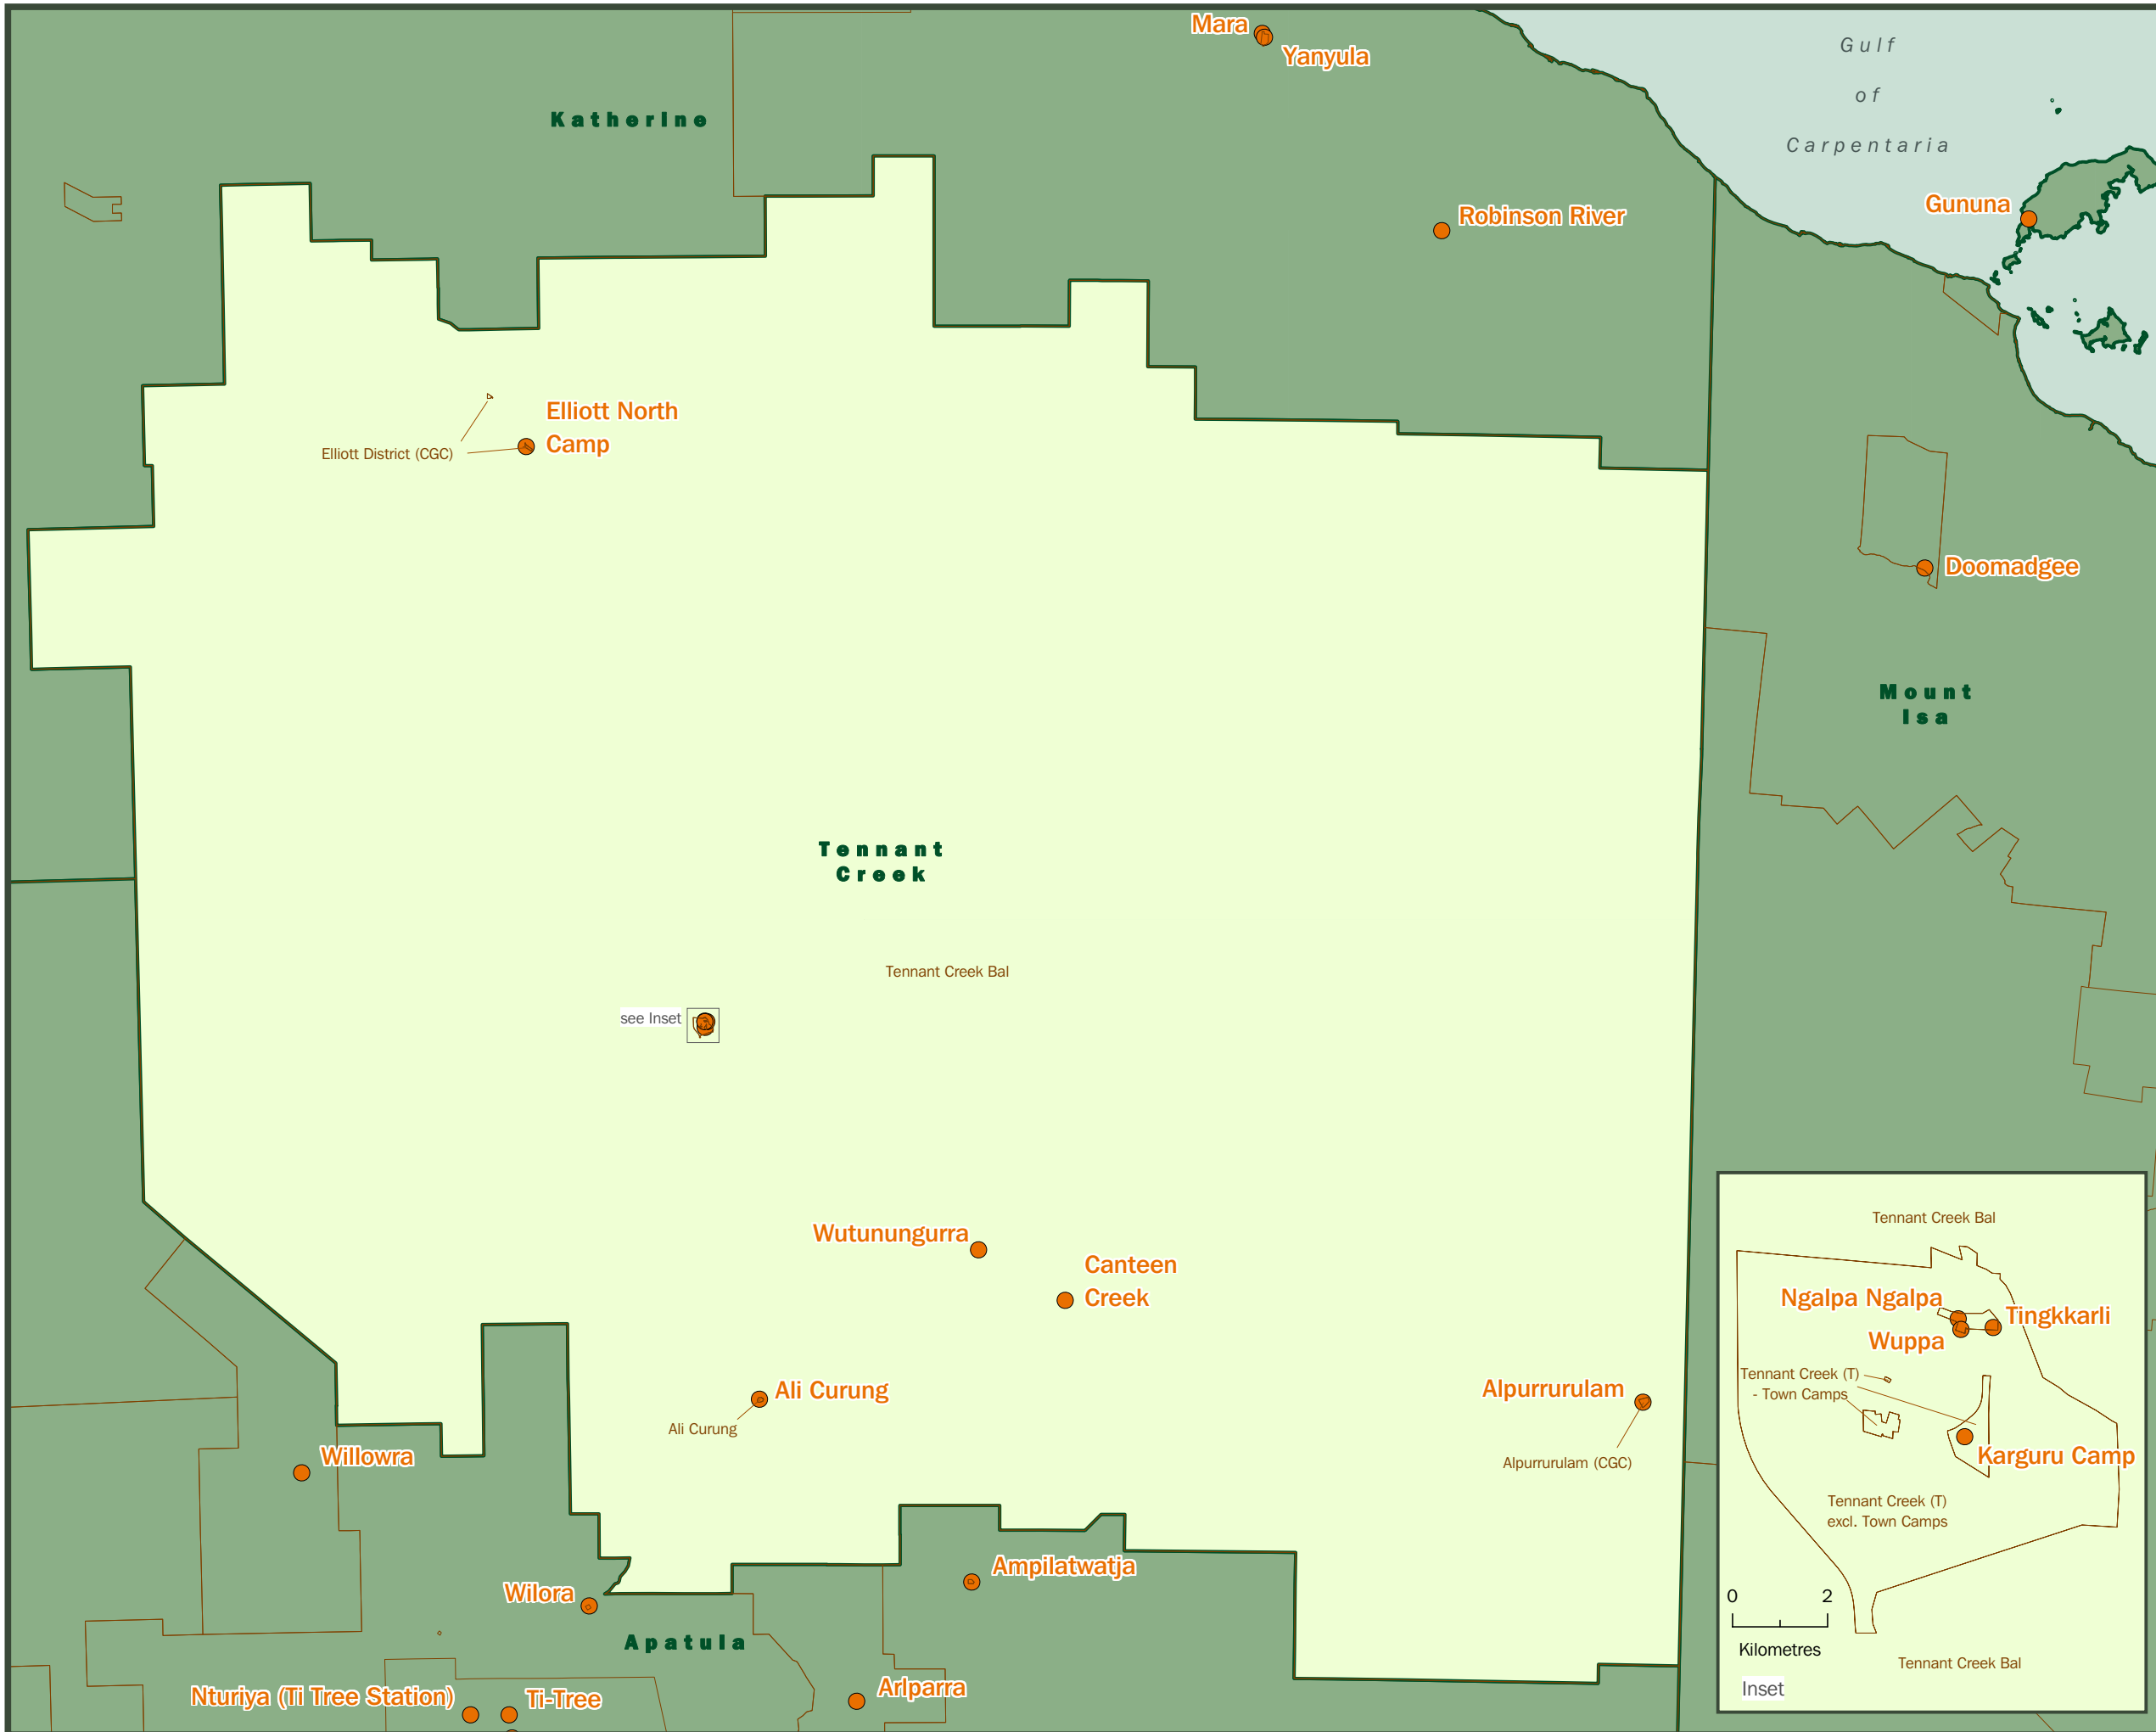 Mara
Yanyula
Gulf
of
Carpentaria
Katherine
Robinson River
Gununa
Elliott North
Camp
Elliott District (CGC)
Doomadgee
Mount
Isa
Tennant
Creek
Tennant Creek Bal
see Inset
Wutunungurra
Canteen
Creek
Ali Curung
Ali Curung
Alpurrurulam
Alpurrurulam (CGC)
Willowra
Ampilatwatja
Wilora
Apatula
Nturiya (Ti Tree Station)
Ti-Tree
Arlparra
Tennant Creek Bal
Ngalpa Ngalpa
Tingkkarli
Wuppa
Tennant Creek (T)
- Town Camps
Karguru Camp
Tennant Creek (T)
excl. Town Camps
0 2
Kilometres
Tennant Creek Bal
Inset